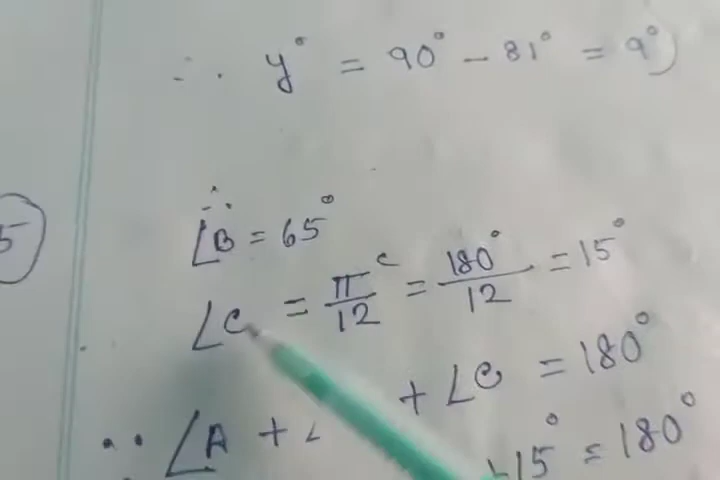 ∴ y° = 90° - 81° = 9°
5
∴ ∠B = 65°
∠C = π/12 ᶜ = 180°/12 = 15°
∵ ∠A + ∠ + ∠C = 180°
+15° = 180°